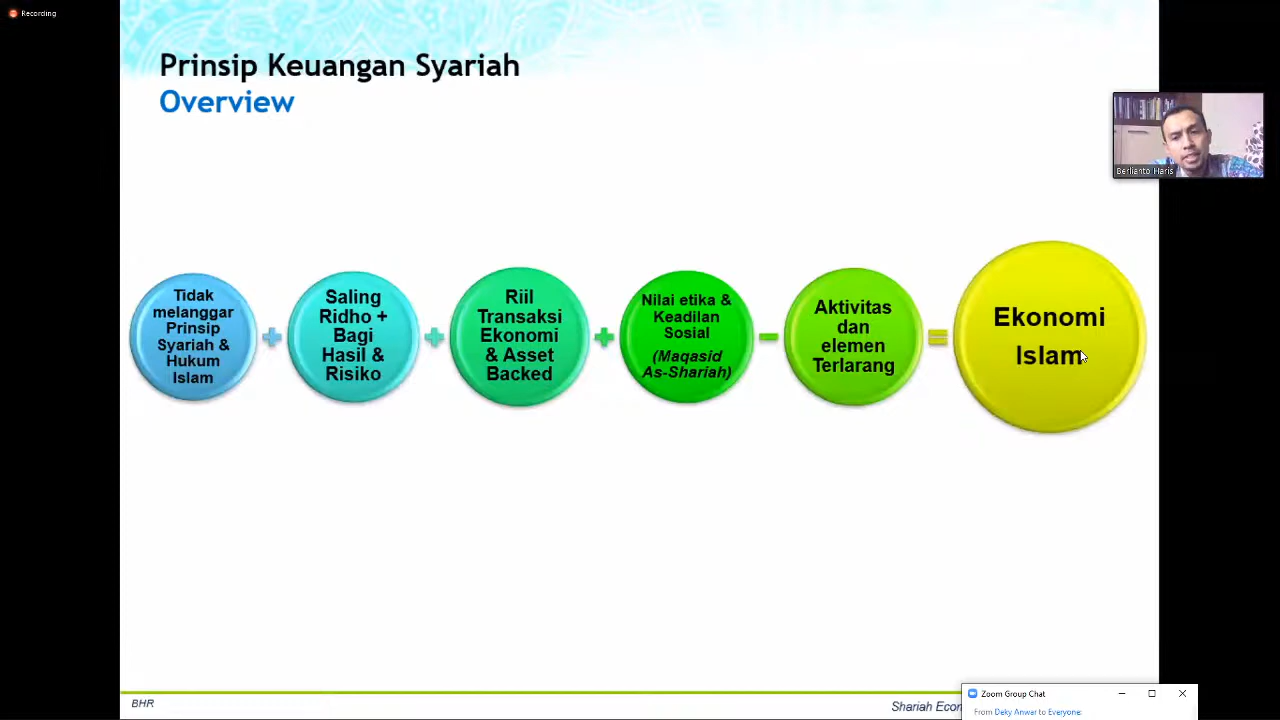 Recording
Prinsip Keuangan Syariah
Overview
Berlianto Haris
Tidak
melanggar
Prinsip
Syariah &
Hukum
Islam
Saling
Ridho +
Bagi
Hasil &
Risiko
Riil
Transaksi
Ekonomi
& Asset
Backed
Nilai etika &
Keadilan
Sosial
(Maqasid
As-Shariah)
Aktivitas
dan
elemen
Terlarang
Ekonomi
Islam
BHR
Shariah Econ
Zoom Group Chat
From Deky Anwar to Everyone: